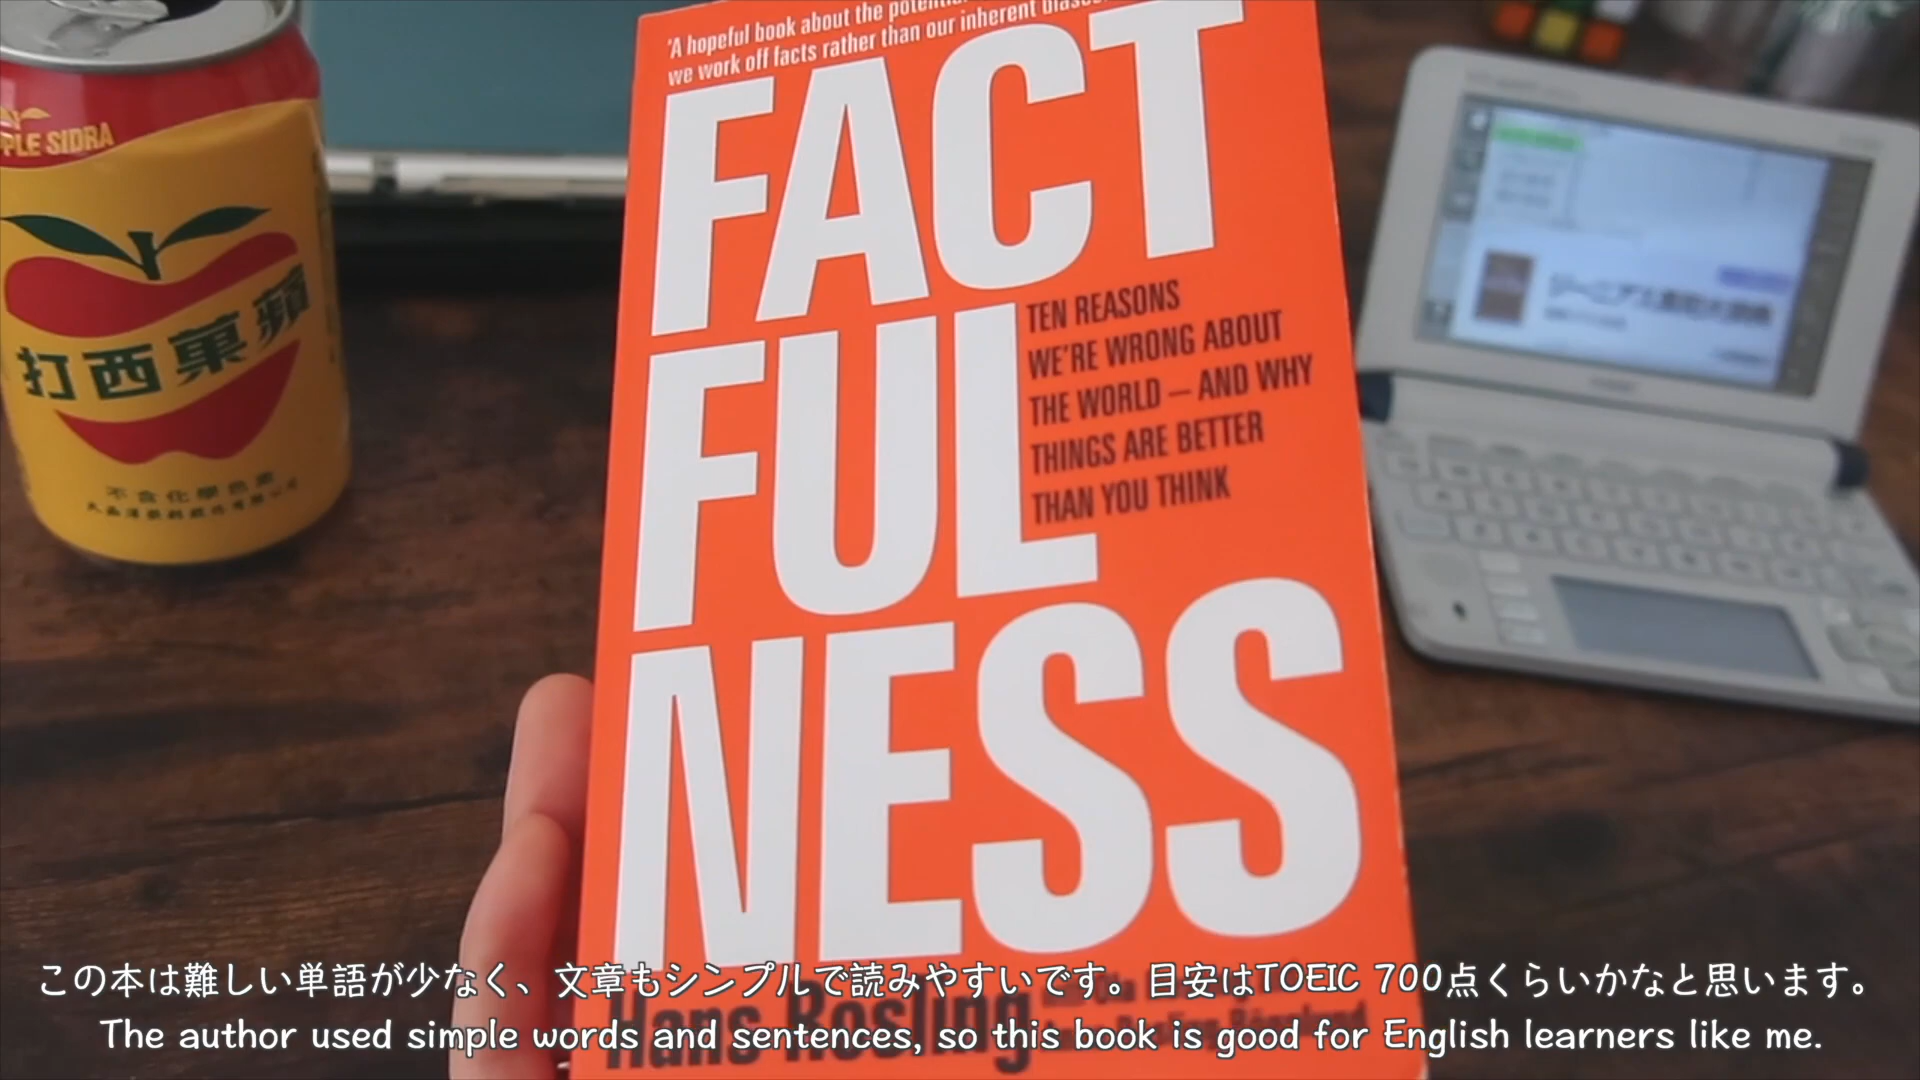 'A hopeful book about the
we work off facts rather than our inherent biases
FACT
FUL
NESS
TEN REASONS
WE'RE WRONG ABOUT
THE WORLD – AND WHY
THINGS ARE BETTER
THAN YOU THINK
Hans Rosling
PLE SIDRA
打西菓蘋
不含化學色素
この本は難しい単語が少なく、文章もシンプルで読みやすいです。目安はTOEIC 700点くらいかなと思います。
The author used simple words and sentences, so this book is good for English learners like me.